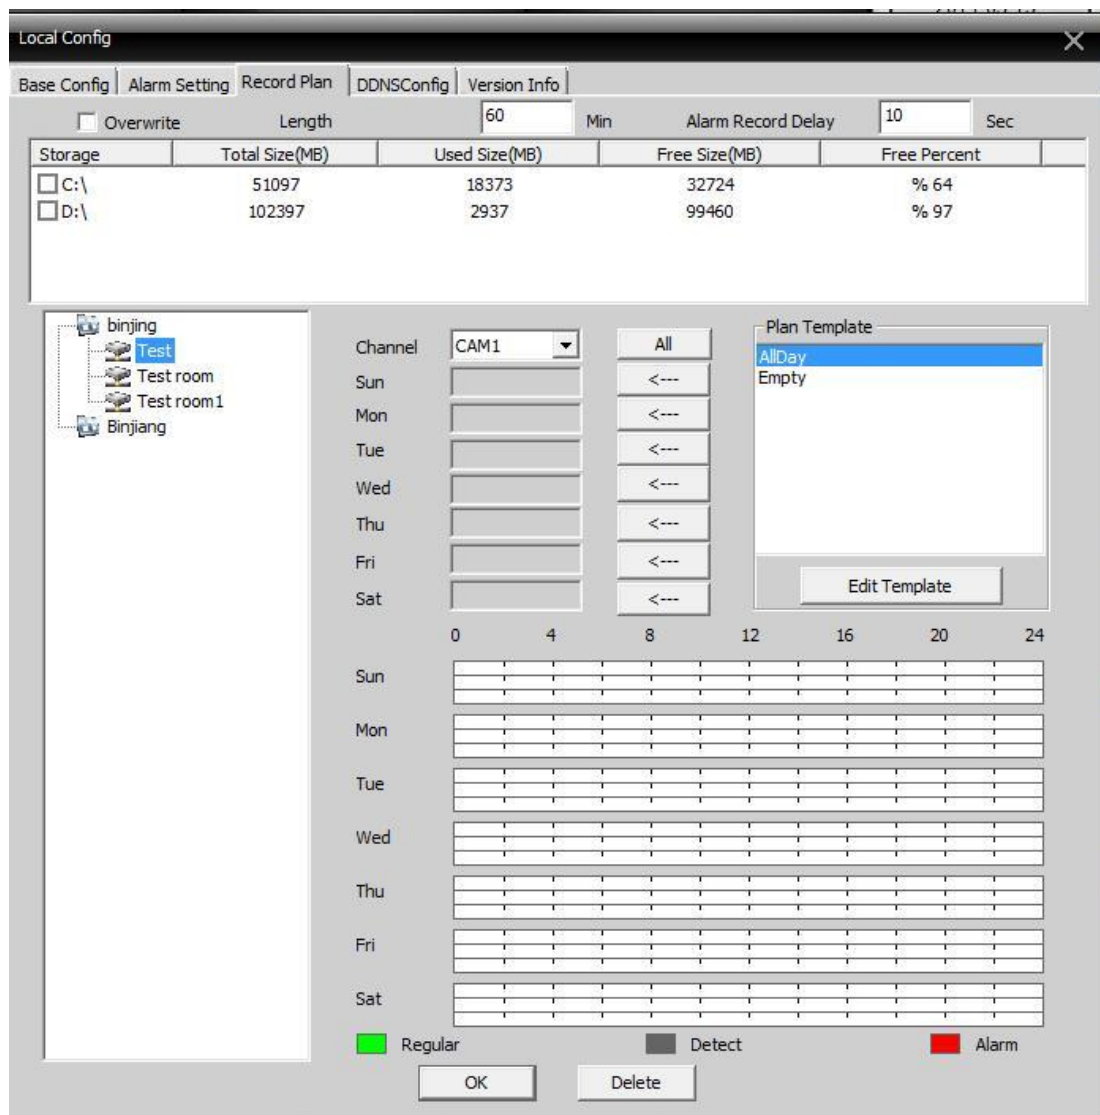 Local Config
Base Config Alarm Setting Record Plan DDNSConfig Version Info
Overwrite Length 60 Min Alarm Record Delay 10 Sec
Storage Total Size(MB) Used Size(MB) Free Size(MB) Free Percent
C:\ 51097 18373 32724 % 64
D:\ 102397 2937 99460 % 97
binjing
Test
Test room
Test room1
Binjiang
Channel CAM1 All
Sun <---
Mon <---
Tue <---
Wed <---
Thu <---
Fri <---
Sat <---
Plan Template
AllDay
Empty
Edit Template
0 4 8 12 16 20 24
Sun
Mon
Tue
Wed
Thu
Fri
Sat
Regular Detect Alarm
OK Delete